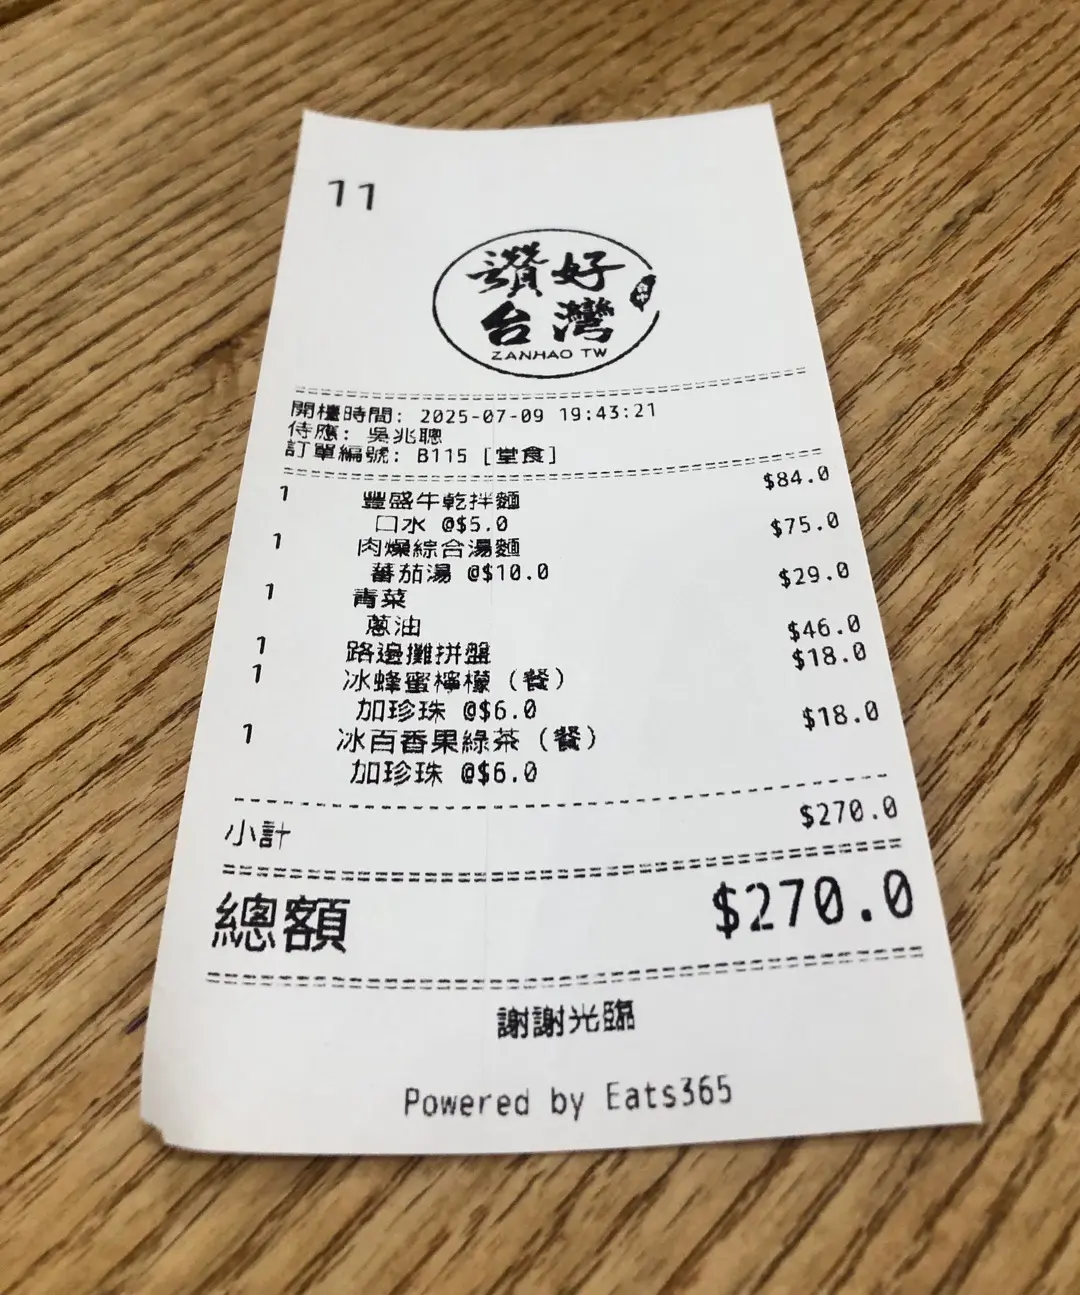 11
讚好
台灣
ZANHAO TW
開檯時間: 2025-07-09 19:43:21
侍應: 吳兆聰
訂單編號: B115 [堂食]
1 豐盛牛乾拌麵 $84.0
口水 @$5.0
1 肉燥綜合湯麵 $75.0
蕃茄湯 @$10.0
1 青菜 $29.0
蔥油
1 路邊攤拼盤 $46.0
1 冰蜂蜜檸檬 (餐) $18.0
加珍珠 @$6.0
1 冰百香果綠茶 (餐) $18.0
加珍珠 @$6.0
小計 $270.0
總額 $270.0
謝謝光臨
Powered by Eats365